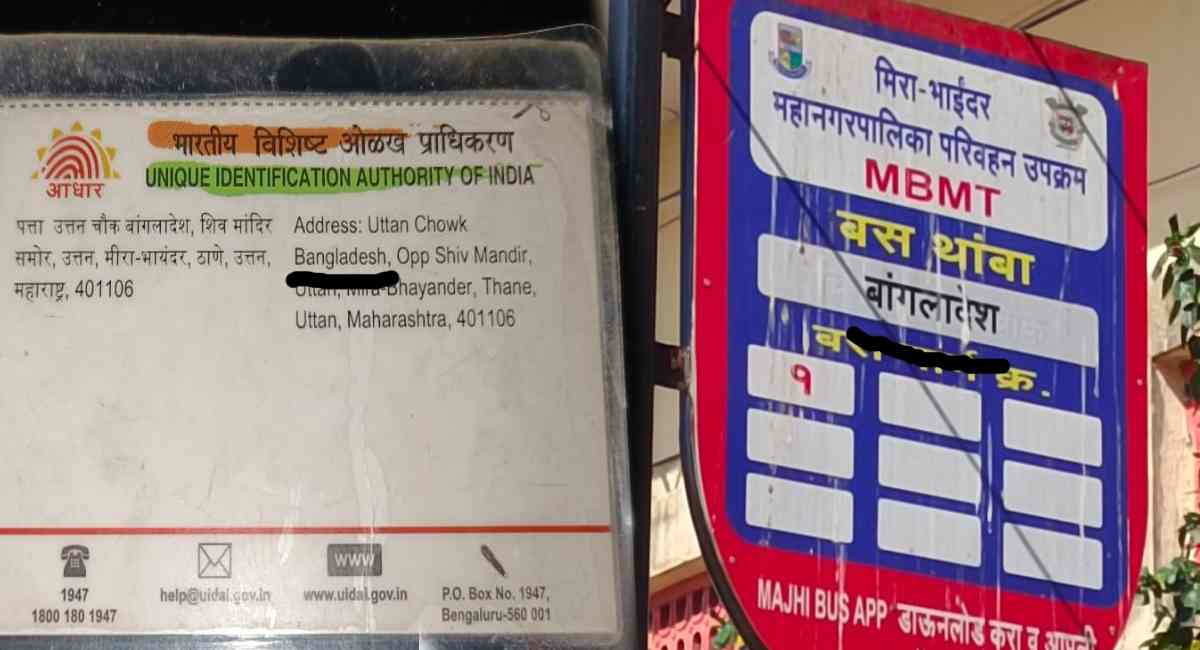 भारतीय विशिष्ट ओळख प्राधिकरण
UNIQUE IDENTIFICATION AUTHORITY OF INDIA
आधार
पत्ता उत्तन चौक बांगलादेश, शिव मांदिर
समोर, उत्तन, मीरा-भायंदर, ठाणे, उत्तन,
महाराष्ट्र, 401106
Address: Uttan Chowk
Bangladesh, Opp Shiv Mandir,
Uttan, Mira-Bhayander, Thane,
Uttan, Maharashtra, 401106
1947
1800 180 1947
help@uidai.gov.in
WWW
www.uidai.gov.in
P.O. Box No. 1947,
Bengaluru-560 001
मिरा-भाईंदर
महानगरपालिका परिवहन उपक्रम
MBMT
बस थांबा
बांगलादेश
बस मार्ग क्र.
१
MAJHI BUS APP डाऊनलोड करा व आपली